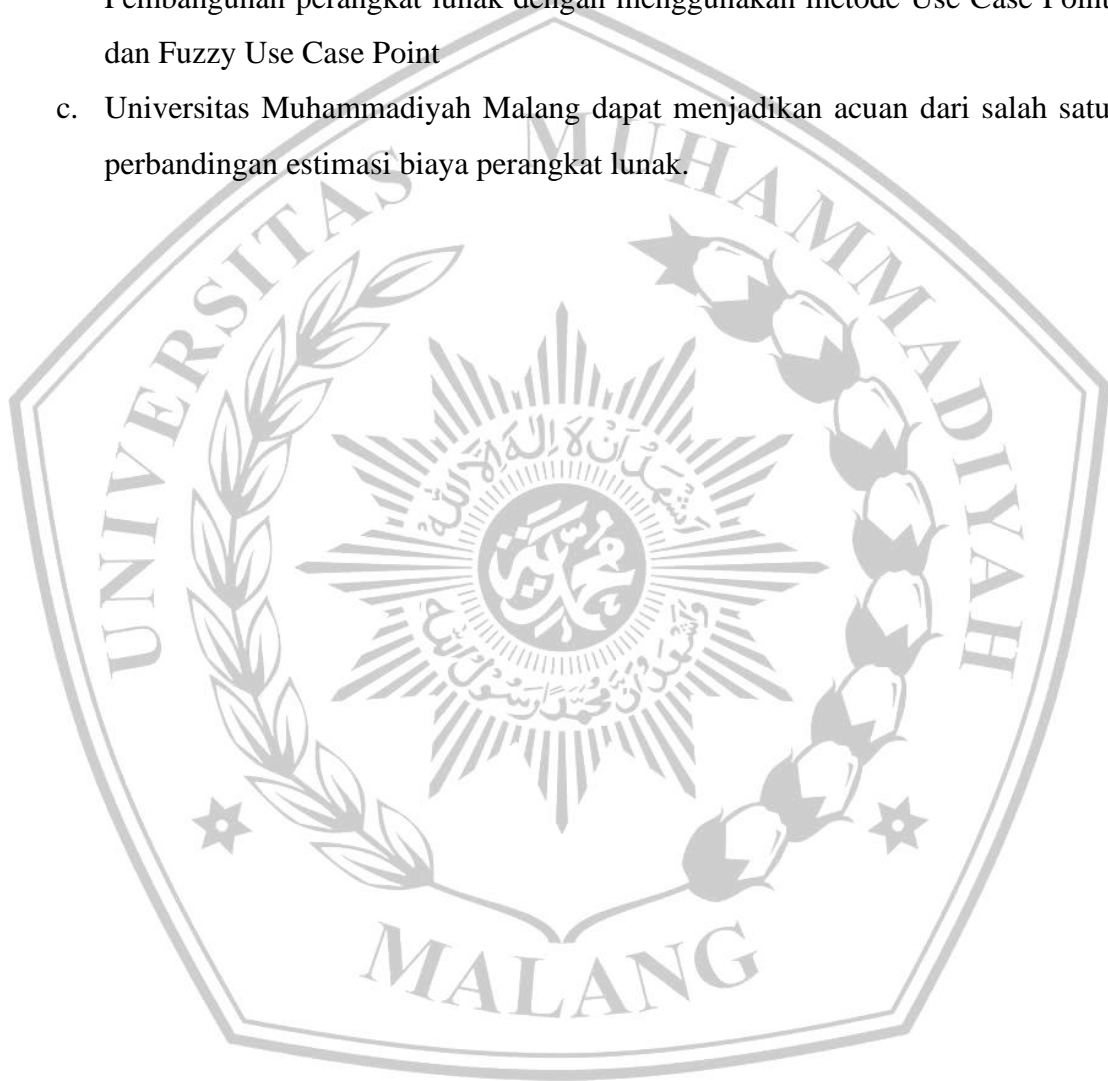 Pembangunan perangkat lunak dengan menggunakan metode Use Case Point
dan Fuzzy Use Case Point
c. Universitas Muhammadiyah Malang dapat menjadikan acuan dari salah satu
perbandingan estimasi biaya perangkat lunak.
UNIVERSITAS MUHAMMADIYAH
MALANG